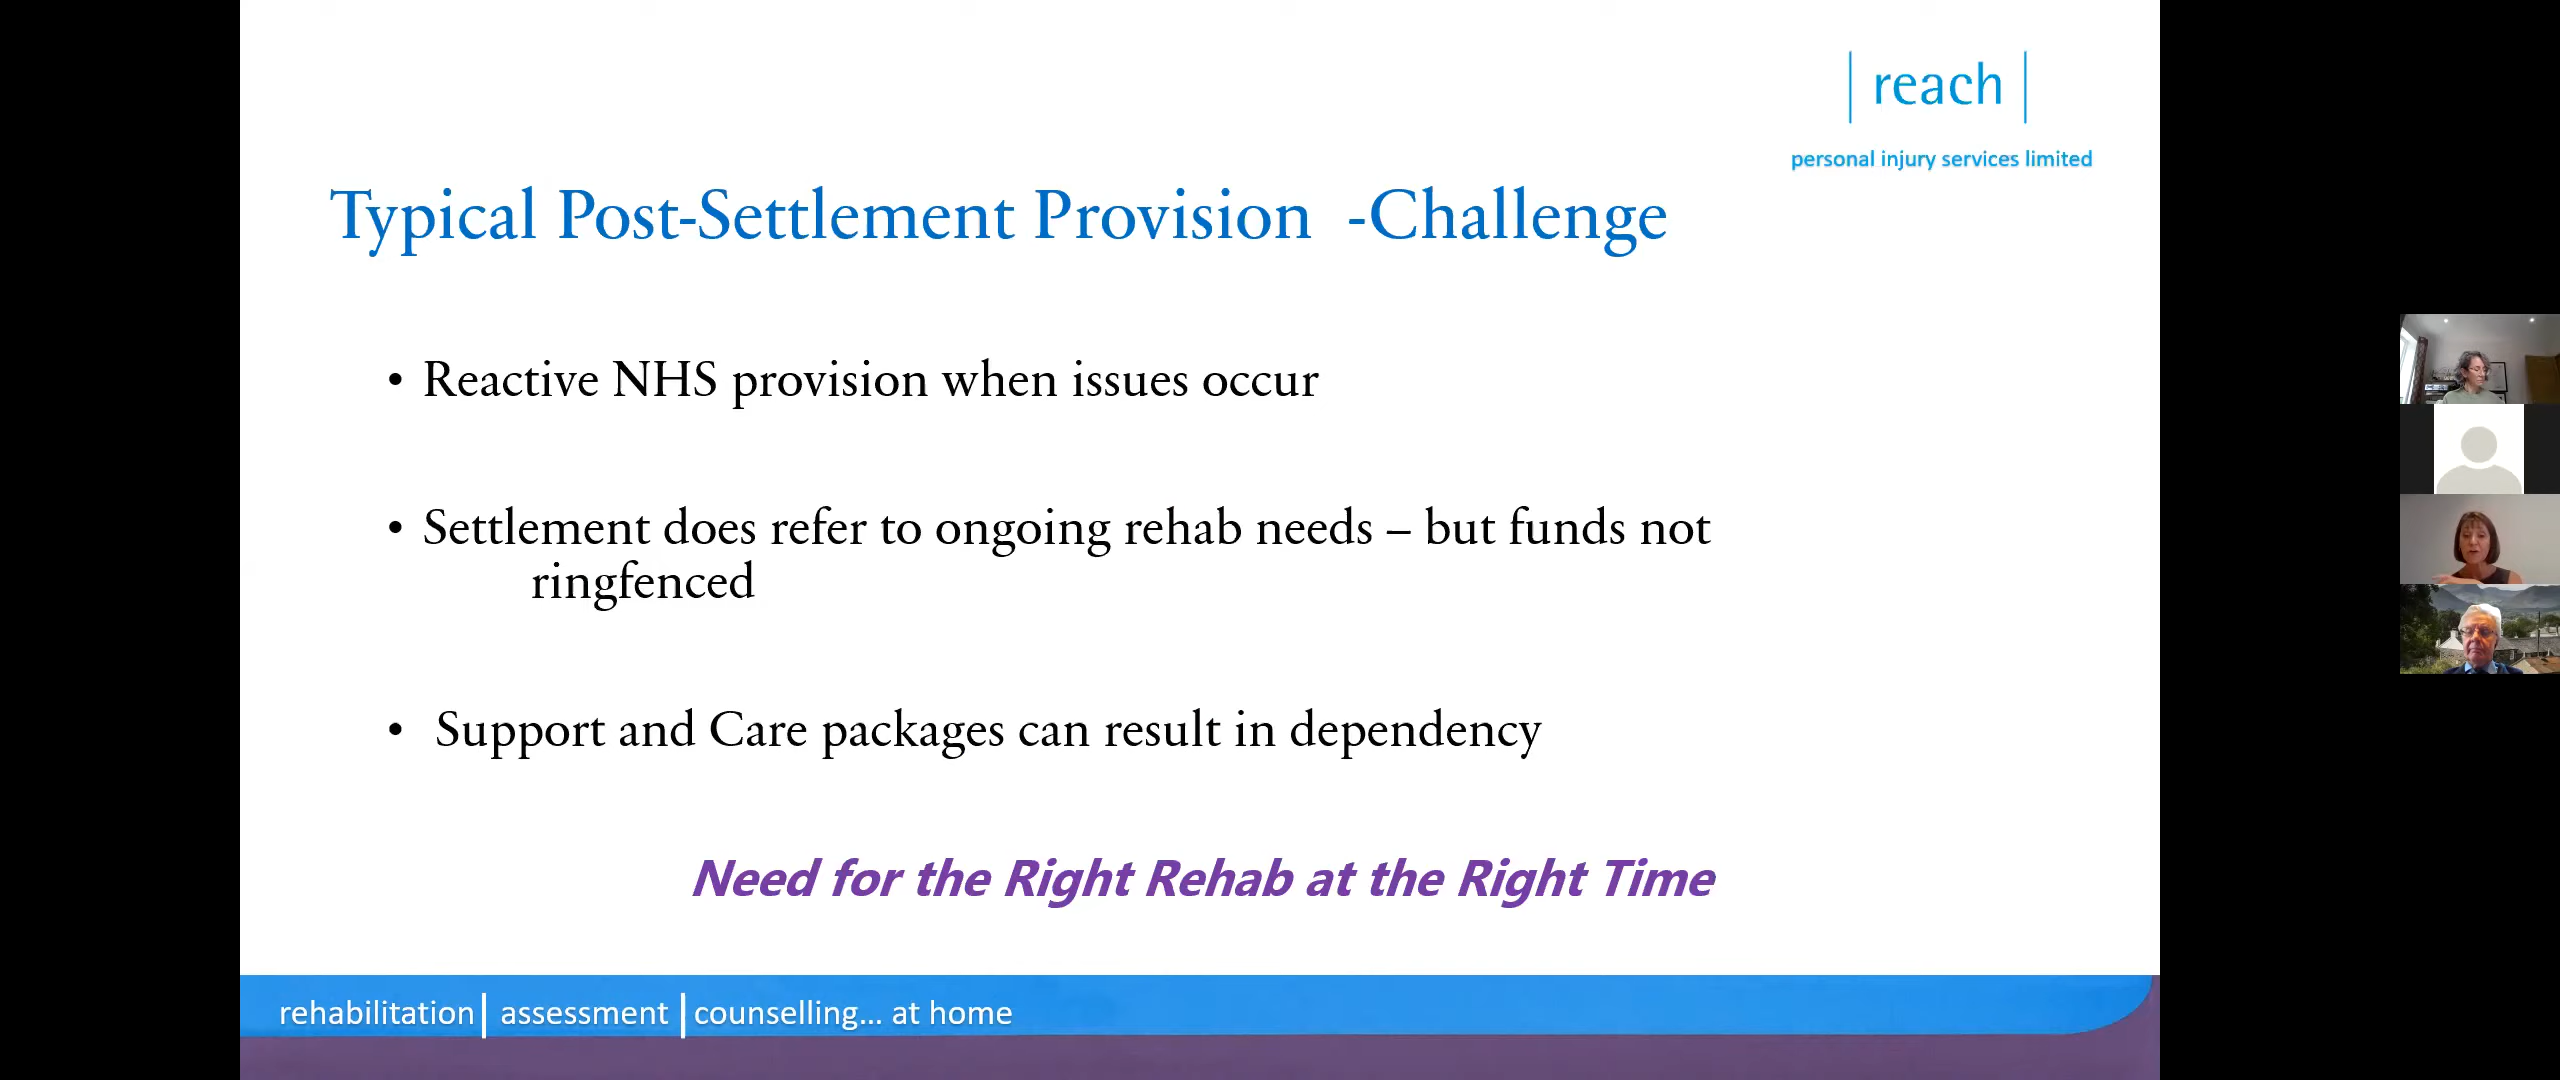 reach
personal injury services limited
Typical Post-Settlement Provision -Challenge
• Reactive NHS provision when issues occur
• Settlement does refer to ongoing rehab needs – but funds not
ringfenced
• Support and Care packages can result in dependency
Need for the Right Rehab at the Right Time
rehabilitation | assessment | counselling... at home